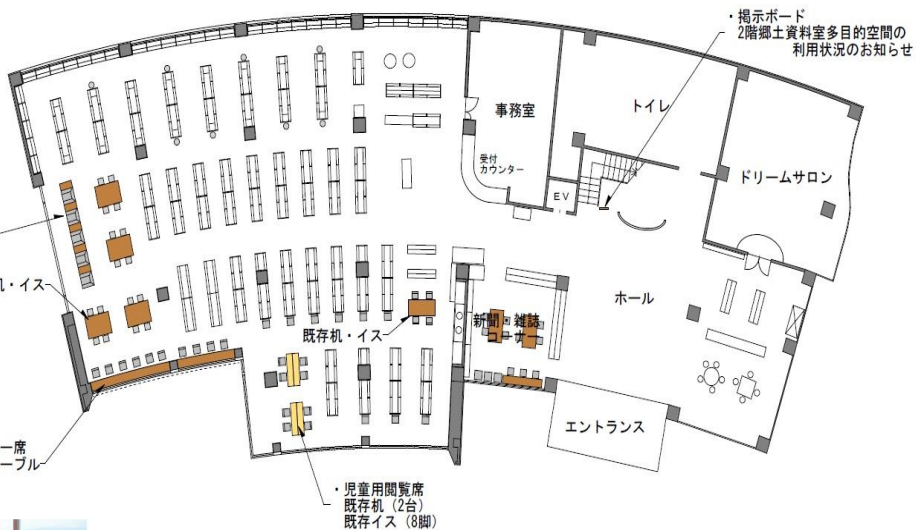 ・掲示ボード
2階郷土資料室多目的空間の
利用状況のお知らせ
事務室
トイレ
受付
カウンター
ドリームサロン
EV
ホール
机・イス
既存机・イス
新聞・雑誌
コーナー
エントランス
ー席
ーブル
・児童用閲覧席
既存机（2台）
既存イス（8脚）